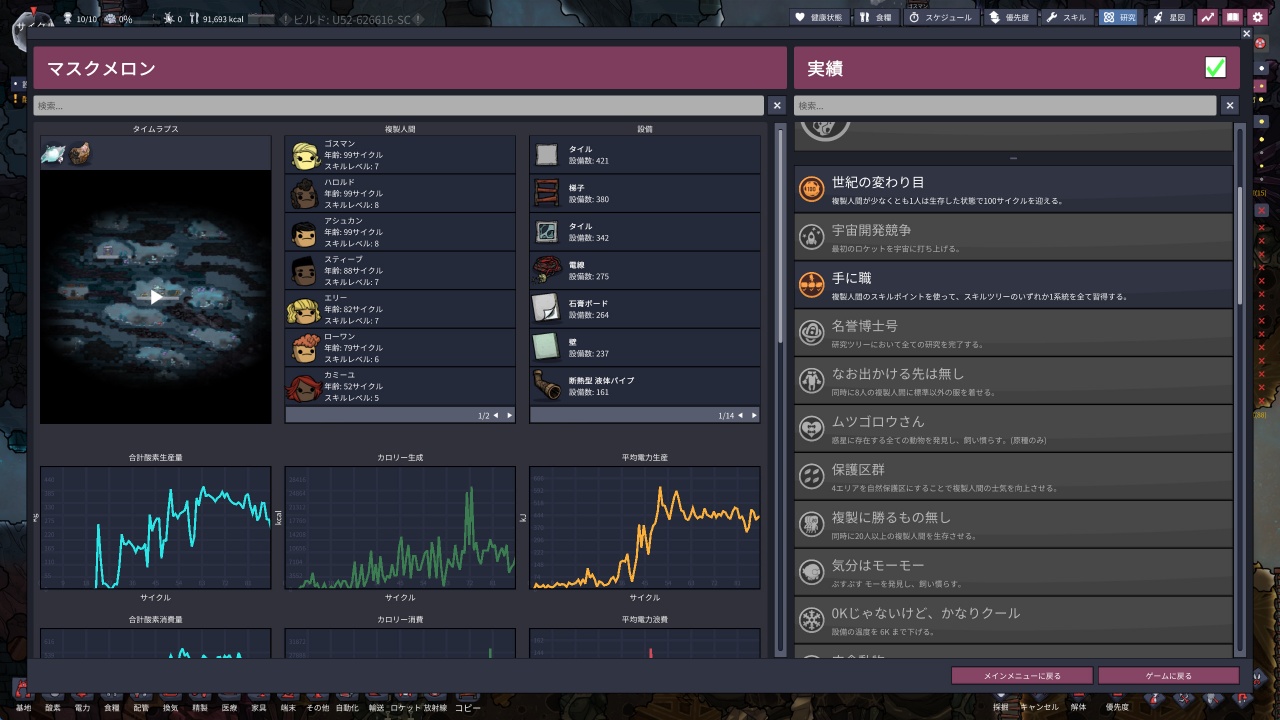 10/10
0%
0
91,693 kcal
ビルド: U52-626616-SC
健康状態
食糧
スケジュール
優先度
スキル
研究
星図
マスクメロン
検索...
タイムラプス
複製人間
ゴスマン
年齢: 99サイクル
スキルレベル: 7
ハロルド
年齢: 99サイクル
スキルレベル: 8
アシュカン
年齢: 99サイクル
スキルレベル: 8
スティーブ
年齢: 88サイクル
スキルレベル: 7
エリー
年齢: 82サイクル
スキルレベル: 7
ローワン
年齢: 79サイクル
スキルレベル: 6
カミーユ
年齢: 52サイクル
スキルレベル: 5
1/2
設備
タイル
設備数: 421
梯子
設備数: 380
タイル
設備数: 342
電線
設備数: 275
石膏ボード
設備数: 264
壁
設備数: 237
断熱型 液体パイプ
設備数: 161
1/14
合計酸素生産量
サイクル
カロリー生成
kcal
サイクル
平均電力生産
kJ
サイクル
合計酸素消費量
カロリー消費
平均電力浪費
実績
検索...
世紀の変わり目
複製人間が少なくとも1人は生存した状態で100サイクルを迎える。
宇宙開発競争
最初のロケットを宇宙に打ち上げる。
手に職
複製人間のスキルポイントを使って、スキルツリーのいずれか1系統を全て習得する。
名誉博士号
研究ツリーにおいて全ての研究を完了する。
なお出かける先は無し
同時に8人の複製人間に標準以外の服を着せる。
ムツゴロウさん
惑星に存在する全ての動物を発見し、飼い慣らす。(原種のみ)
保護区群
4エリアを自然保護区にすることで複製人間の士気を向上させる。
複製に勝るもの無し
同時に20人以上の複製人間を生存させる。
気分はモーモー
ぷすぷす モーを発見し、飼い慣らす。
0Kじゃないけど、かなりクール
設備の温度を 6K まで下げる。
メインメニューに戻る
ゲームに戻る
基地
酸素
電力
食糧
配管
換気
精製
医療
家具
端末
その他
自動化
輸送
ロケット
放射線
コピー
採掘
キャンセル
解体
優先度